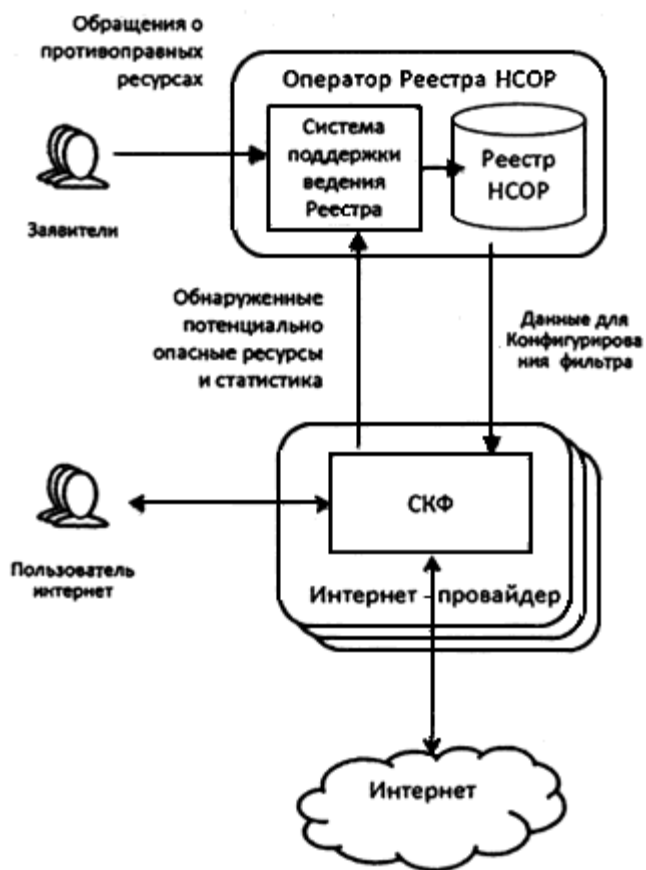 Обращения о
противоправных
ресурсах
Оператор Реестра НСОР
Система
поддержки
ведения
Реестра
Реестр
НСОР
Заявители
Обнаруженные
потенциально
опасные ресурсы
и статистика
Данные для
Конфигурирова
ния фильтра
СКФ
Пользователь
интернет
Интернет - провайдер
Интернет